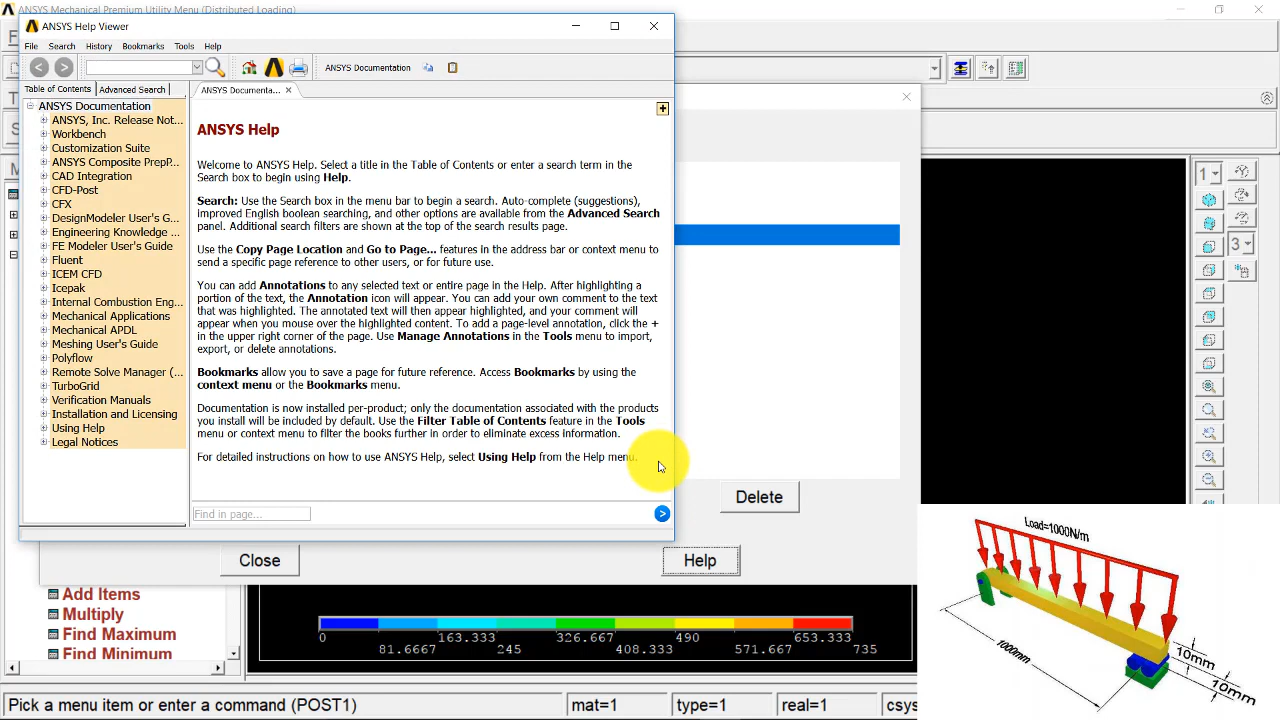 ANSYS Mechanical Premium Utility Menu (Distributed Loading)
ANSYS Help Viewer
File Search History Bookmarks Tools Help
ANSYS Documentation
Table of Contents Advanced Search
ANSYS Documenta...
ANSYS Documentation
ANSYS, Inc. Release Not...
Workbench
Customization Suite
ANSYS Composite PrepP...
CAD Integration
CFD-Post
CFX
DesignModeler User's G...
Engineering Knowledge ...
FE Modeler User's Guide
Fluent
ICEM CFD
Icepak
Internal Combustion Eng...
Mechanical Applications
Mechanical APDL
Meshing User's Guide
Polyflow
Remote Solve Manager (...
TurboGrid
Verification Manuals
Installation and Licensing
Using Help
Legal Notices
ANSYS Help
Welcome to ANSYS Help. Select a title in the Table of Contents or enter a search term in the
Search box to begin using Help.
Search: Use the Search box in the menu bar to begin a search. Auto-complete (suggestions),
improved English boolean searching, and other options are available from the Advanced Search
panel. Additional search filters are shown at the top of the search results page.
Use the Copy Page Location and Go to Page... features in the address bar or context menu to
send a specific page reference to other users, or for future use.
You can add Annotations to any selected text or entire page in the Help. After highlighting a
portion of the text, the Annotation icon will appear. You can add your own comment to the text
that was highlighted. The annotated text will then appear highlighted, and your comment will
appear when you mouse over the highlighted content. To add a page-level annotation, click the +
in the upper right corner of the page. Use Manage Annotations in the Tools menu to import,
export, or delete annotations.
Bookmarks allow you to save a page for future reference. Access Bookmarks by using the
context menu or the Bookmarks menu.
Documentation is now installed per-product; only the documentation associated with the products
you install will be included by default. Use the Filter Table of Contents feature in the Tools
menu or context menu to filter the books further in order to eliminate excess information.
For detailed instructions on how to use ANSYS Help, select Using Help from the Help menu.
Find in page...
1
3
Delete
Close
Help
Add Items
Multiply
Find Maximum
Find Minimum
0 163.333 326.667 490 653.333
81.6667 245 408.333 571.667 735
Load=1000N/m
1000mm
10mm
10mm
Pick a menu item or enter a command (POST1)
mat=1
type=1
real=1
csys